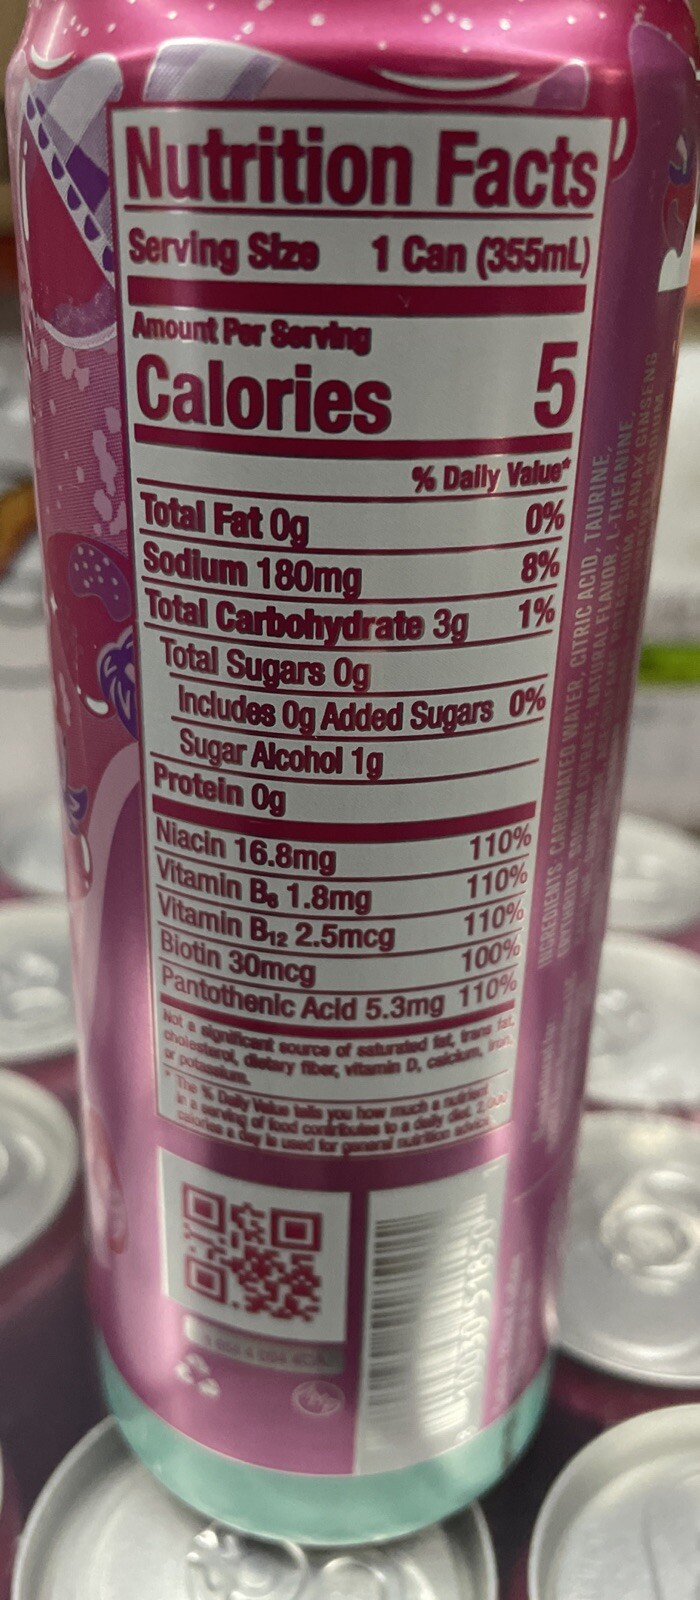 Nutrition Facts
Serving Size 1 Can (355mL)
Amount Per Serving
Calories 5
% Daily Value*
Total Fat 0g 0%
Sodium 180mg 8%
Total Carbohydrate 3g 1%
Total Sugars 0g
Includes 0g Added Sugars 0%
Sugar Alcohol 1g
Protein 0g
Niacin 16.8mg 110%
Vitamin B6 1.8mg 110%
Vitamin B12 2.5mcg 110%
Biotin 30mcg 100%
Pantothenic Acid 5.3mg 110%
Not a significant source of saturated fat, trans fat,
cholesterol, dietary fiber, vitamin D, calcium, iron,
or potassium.
* The % Daily Value tells you how much a nutrient
in a serving of food contributes to a daily diet. 2,000
calories a day is used for general nutrition advice.
INGREDIENTS: CARBONATED WATER, CITRIC ACID, TAURINE,
ERYTHRITOL, SODIUM CITRATE, NATURAL FLAVOR, L-THEANINE,
PANAX GINSENG